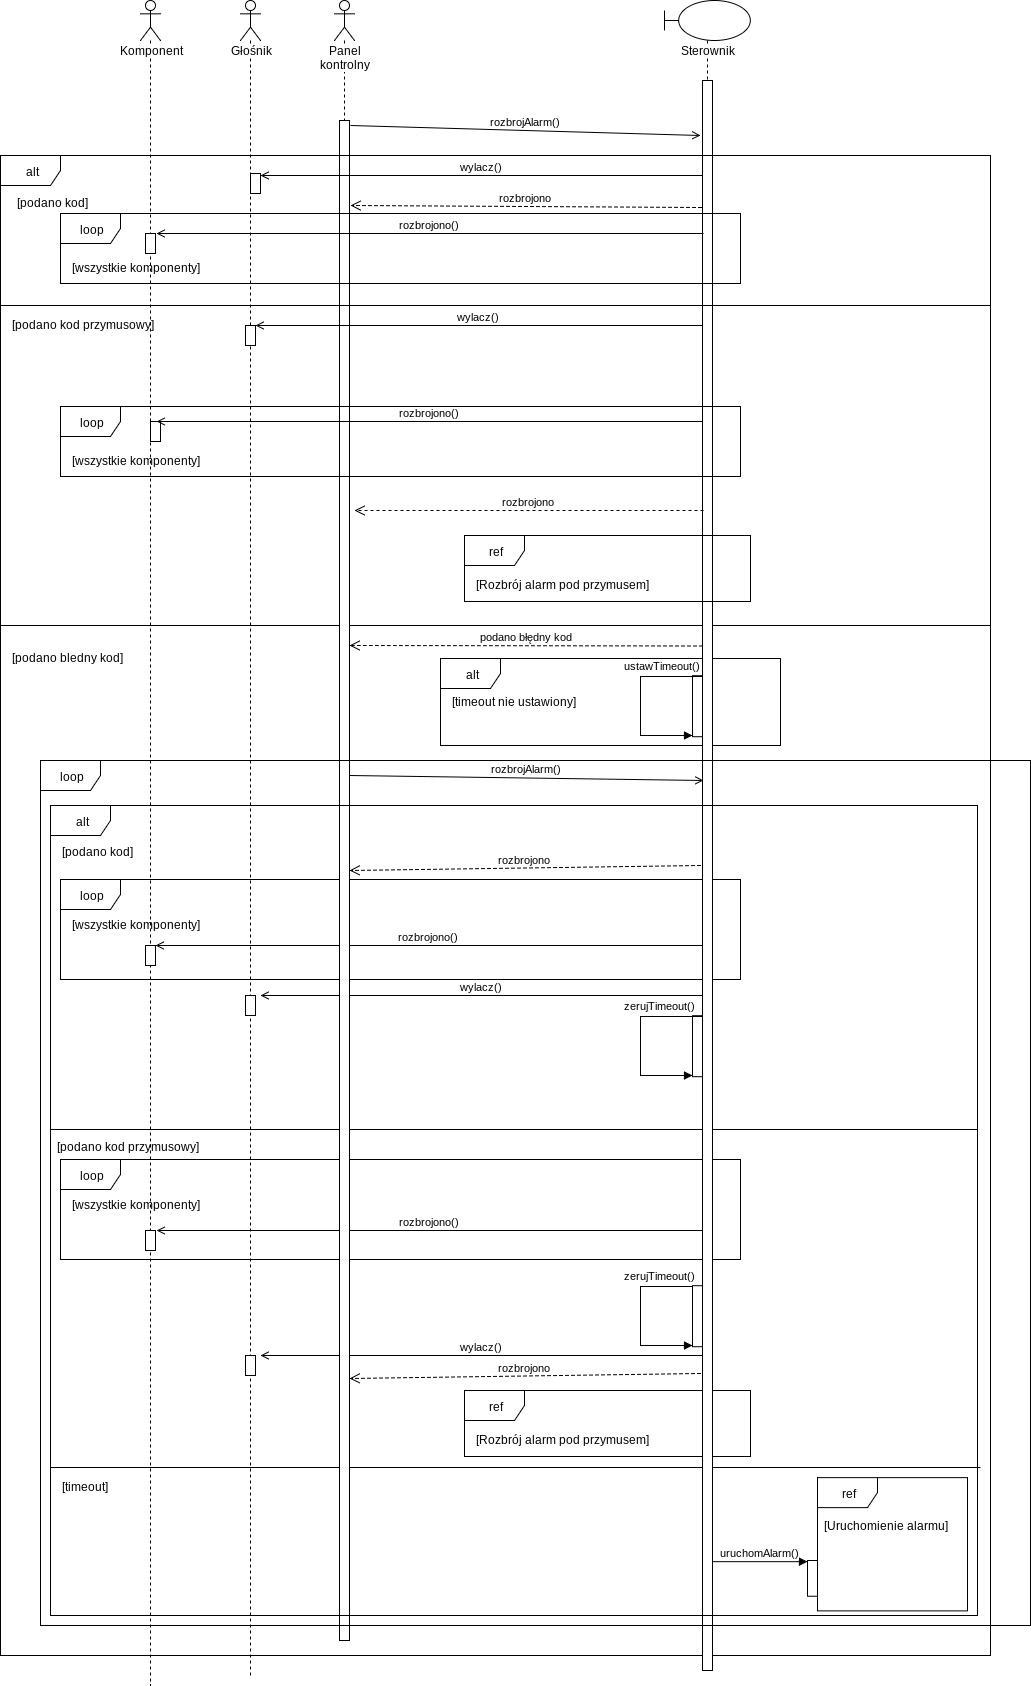 Komponent
Głośnik
Panel
kontrolny
Sterownik
rozbrojAlarm()
alt
wylacz()
[podano kod]
rozbrojono
loop
rozbrojono()
[wszystkie komponenty]
[podano kod przymusowy]
wylacz()
loop
rozbrojono()
[wszystkie komponenty]
rozbrojono
ref
[Rozbrój alarm pod przymusem]
podano błędny kod
[podano bledny kod]
alt
ustawTimeout()
[timeout nie ustawiony]
loop
rozbrojAlarm()
alt
[podano kod]
rozbrojono
loop
[wszystkie komponenty]
rozbrojono()
wylacz()
zerujTimeout()
[podano kod przymusowy]
loop
[wszystkie komponenty]
rozbrojono()
zerujTimeout()
wylacz()
rozbrojono
ref
[Rozbrój alarm pod przymusem]
[timeout]
ref
[Uruchomienie alarmu]
uruchomAlarm()